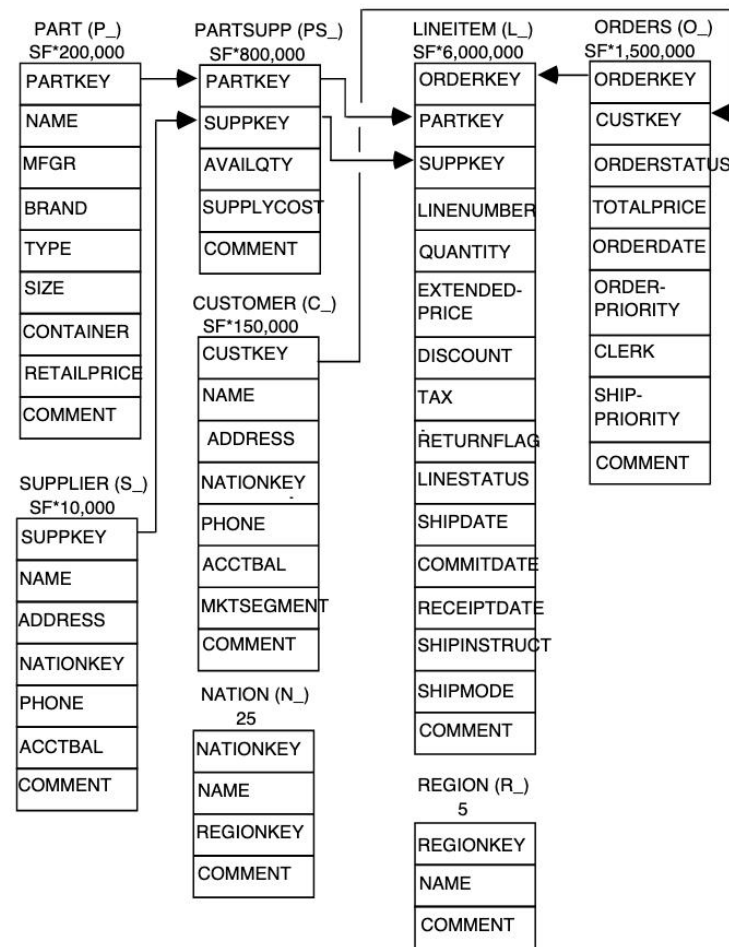 PART (P_)
SF*200,000
PARTKEY
NAME
MFGR
BRAND
TYPE
SIZE
CONTAINER
RETAILPRICE
COMMENT
SUPPLIER (S_)
SF*10,000
SUPPKEY
NAME
ADDRESS
NATIONKEY
PHONE
ACCTBAL
COMMENT
PARTSUPP (PS_)
SF*800,000
PARTKEY
SUPPKEY
AVAILQTY
SUPPLYCOST
COMMENT
CUSTOMER (C_)
SF*150,000
CUSTKEY
NAME
ADDRESS
NATIONKEY
PHONE
ACCTBAL
MKTSEGMENT
COMMENT
NATION (N_)
25
NATIONKEY
NAME
REGIONKEY
COMMENT
LINEITEM (L_)
SF*6,000,000
ORDERKEY
PARTKEY
SUPPKEY
LINENUMBER
QUANTITY
EXTENDED-
PRICE
DISCOUNT
TAX
RETURNFLAG
LINESTATUS
SHIPDATE
COMMITDATE
RECEIPTDATE
SHIPINSTRUCT
SHIPMODE
COMMENT
REGION (R_)
5
REGIONKEY
NAME
COMMENT
ORDERS (O_)
SF*1,500,000
ORDERKEY
CUSTKEY
ORDERSTATUS
TOTALPRICE
ORDERDATE
ORDER-
PRIORITY
CLERK
SHIP-
PRIORITY
COMMENT